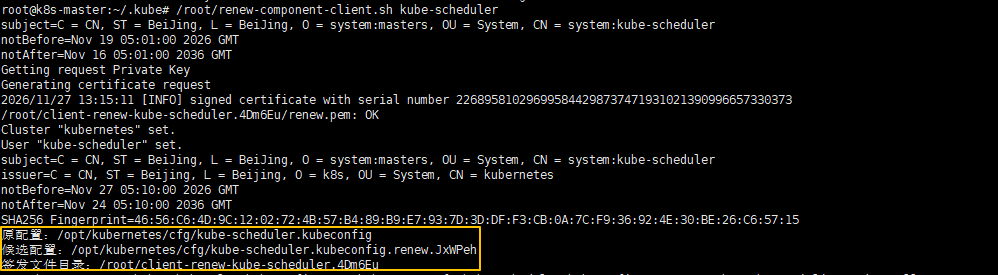 root@k8s-master:~/.kube# /root/renew-component-client.sh kube-scheduler
subject=C = CN, ST = BeiJing, L = BeiJing, O = system:masters, OU = System, CN = system:kube-scheduler
notBefore=Nov 19 05:01:00 2026 GMT
notAfter=Nov 16 05:01:00 2036 GMT
Getting request Private Key
Generating certificate request
2026/11/27 13:15:11 [INFO] signed certificate with serial number 226895810296995844298737471931021390996657330373
/root/client-renew-kube-scheduler.4Dm6Eu/renew.pem: OK
Cluster "kubernetes" set.
User "kube-scheduler" set.
subject=C = CN, ST = BeiJing, L = BeiJing, O = system:masters, OU = System, CN = system:kube-scheduler
issuer=C = CN, ST = Beijing, L = Beijing, O = k8s, OU = System, CN = kubernetes
notBefore=Nov 27 05:10:00 2026 GMT
notAfter=Nov 24 05:10:00 2036 GMT
SHA256 Fingerprint=46:56:C6:4D:9C:12:02:72:4B:57:B4:89:B9:E7:93:7D:3D:DF:F3:CB:0A:7C:F9:36:92:4E:30:BE:26:C6:57:15
原配置：/opt/kubernetes/cfg/kube-scheduler.kubeconfig
候选配置：/opt/kubernetes/cfg/kube-scheduler.kubeconfig.renew.JxWPeh
签发文件目录：/root/client-renew-kube-scheduler.4Dm6Eu